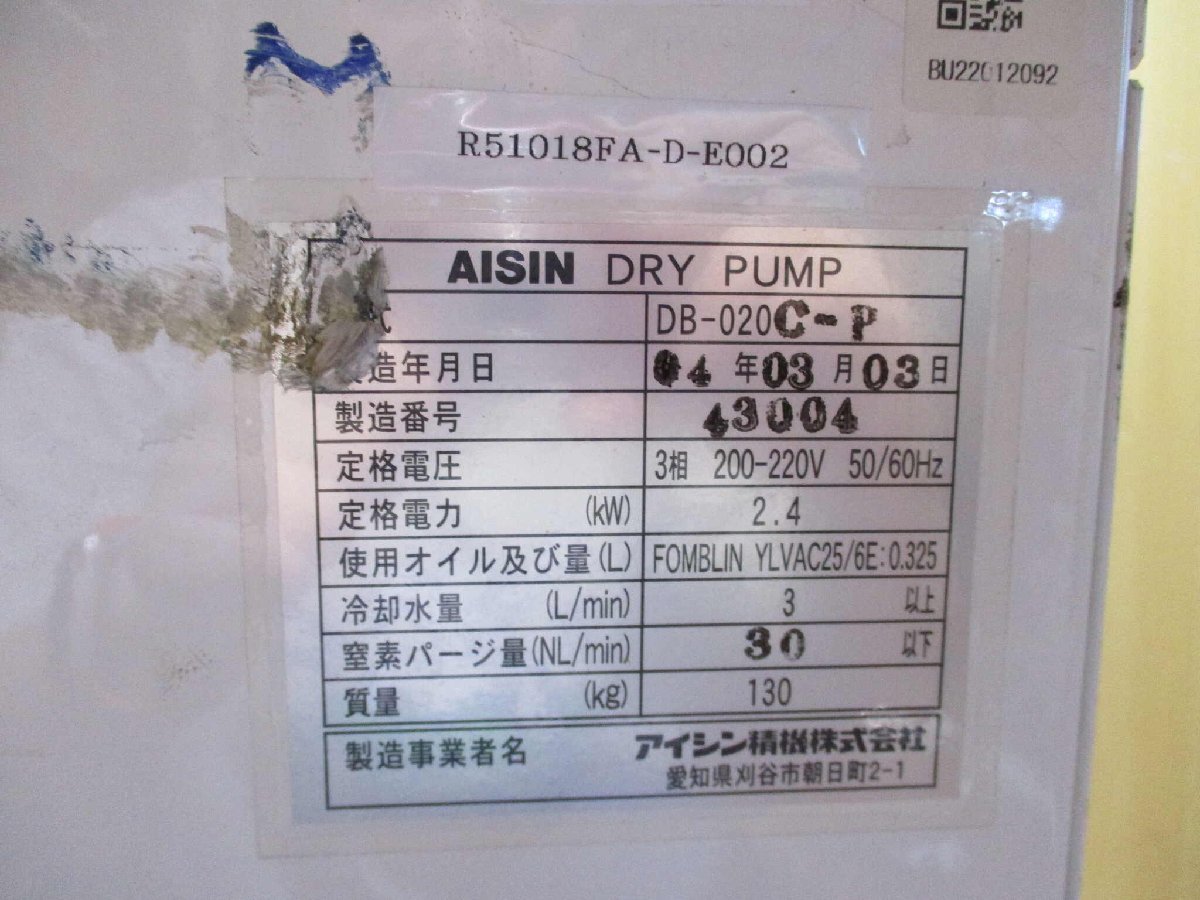 BU22012092
R51018FA-D-E002
AISIN DRY PUMP
式 DB-020C-P
製造年月日 04年03月03日
製造番号 43004
定格電圧 3相 200-220V 50/60Hz
定格電力 (kW) 2.4
使用オイル及び量(L) FOMBLIN YLVAC25/6E:0.325
冷却水量 (L/min) 3 以上
窒素パージ量(NL/min) 30 以下
質量 (kg) 130
製造事業者名 アイシン精機株式会社
愛知県刈谷市朝日町2-1